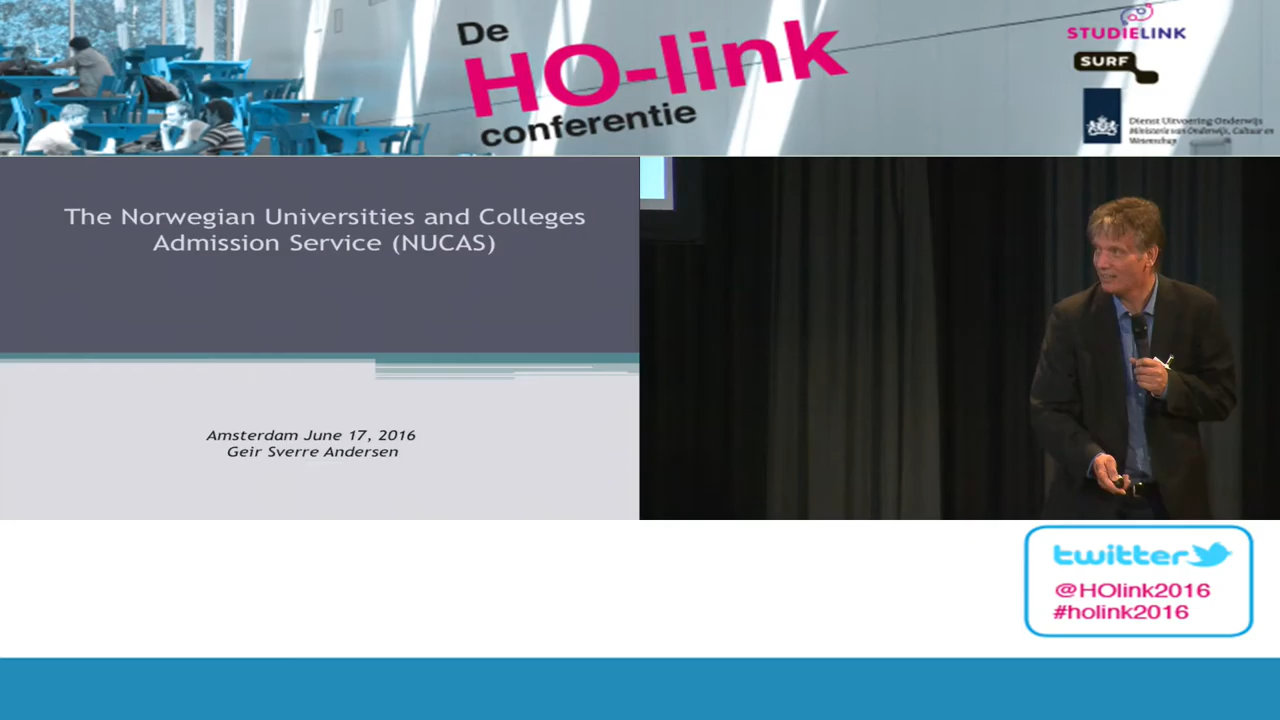 De
HO-link
conferentie
STUDIELINK
SURF
Dienst Uitvoering Onderwijs
Ministerie van Onderwijs, Cultuur en
Wetenschap
The Norwegian Universities and Colleges
Admission Service (NUCAS)
Amsterdam June 17, 2016
Geir Sverre Andersen
twitter
@HOlink2016
#holink2016